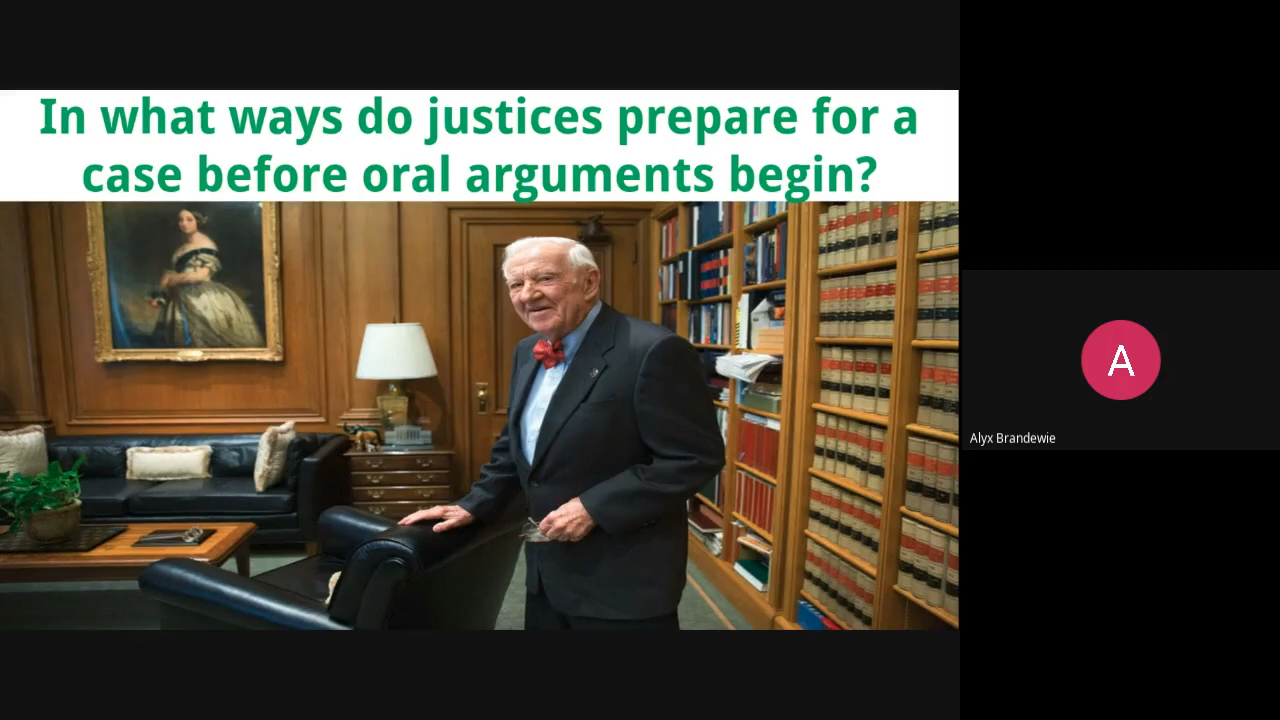 In what ways do justices prepare for a
case before oral arguments begin?
A
Alyx Brandewie